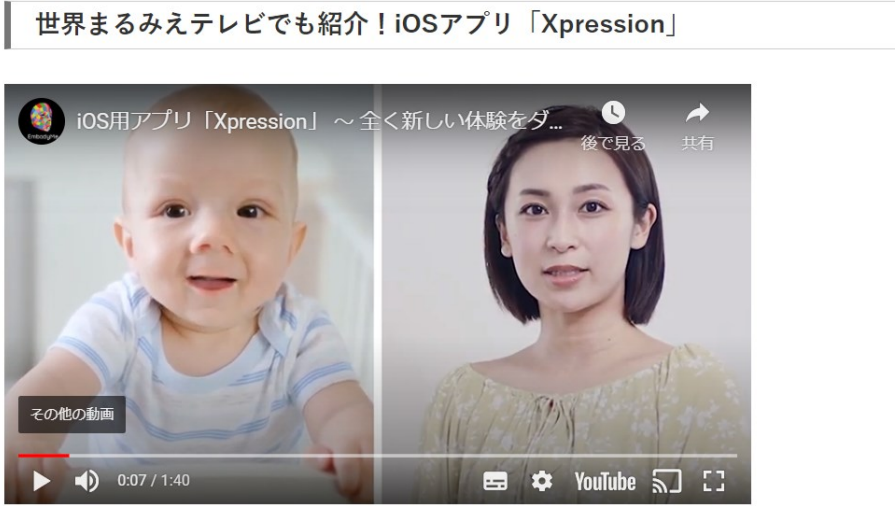 世界まるみえテレビでも紹介！iOSアプリ「Xpression」
EmbodyMe
iOS用アプリ「Xpression」 ～ 全く新しい体験をダ...
後で見る
共有
その他の動画
0:07 / 1:40
YouTube